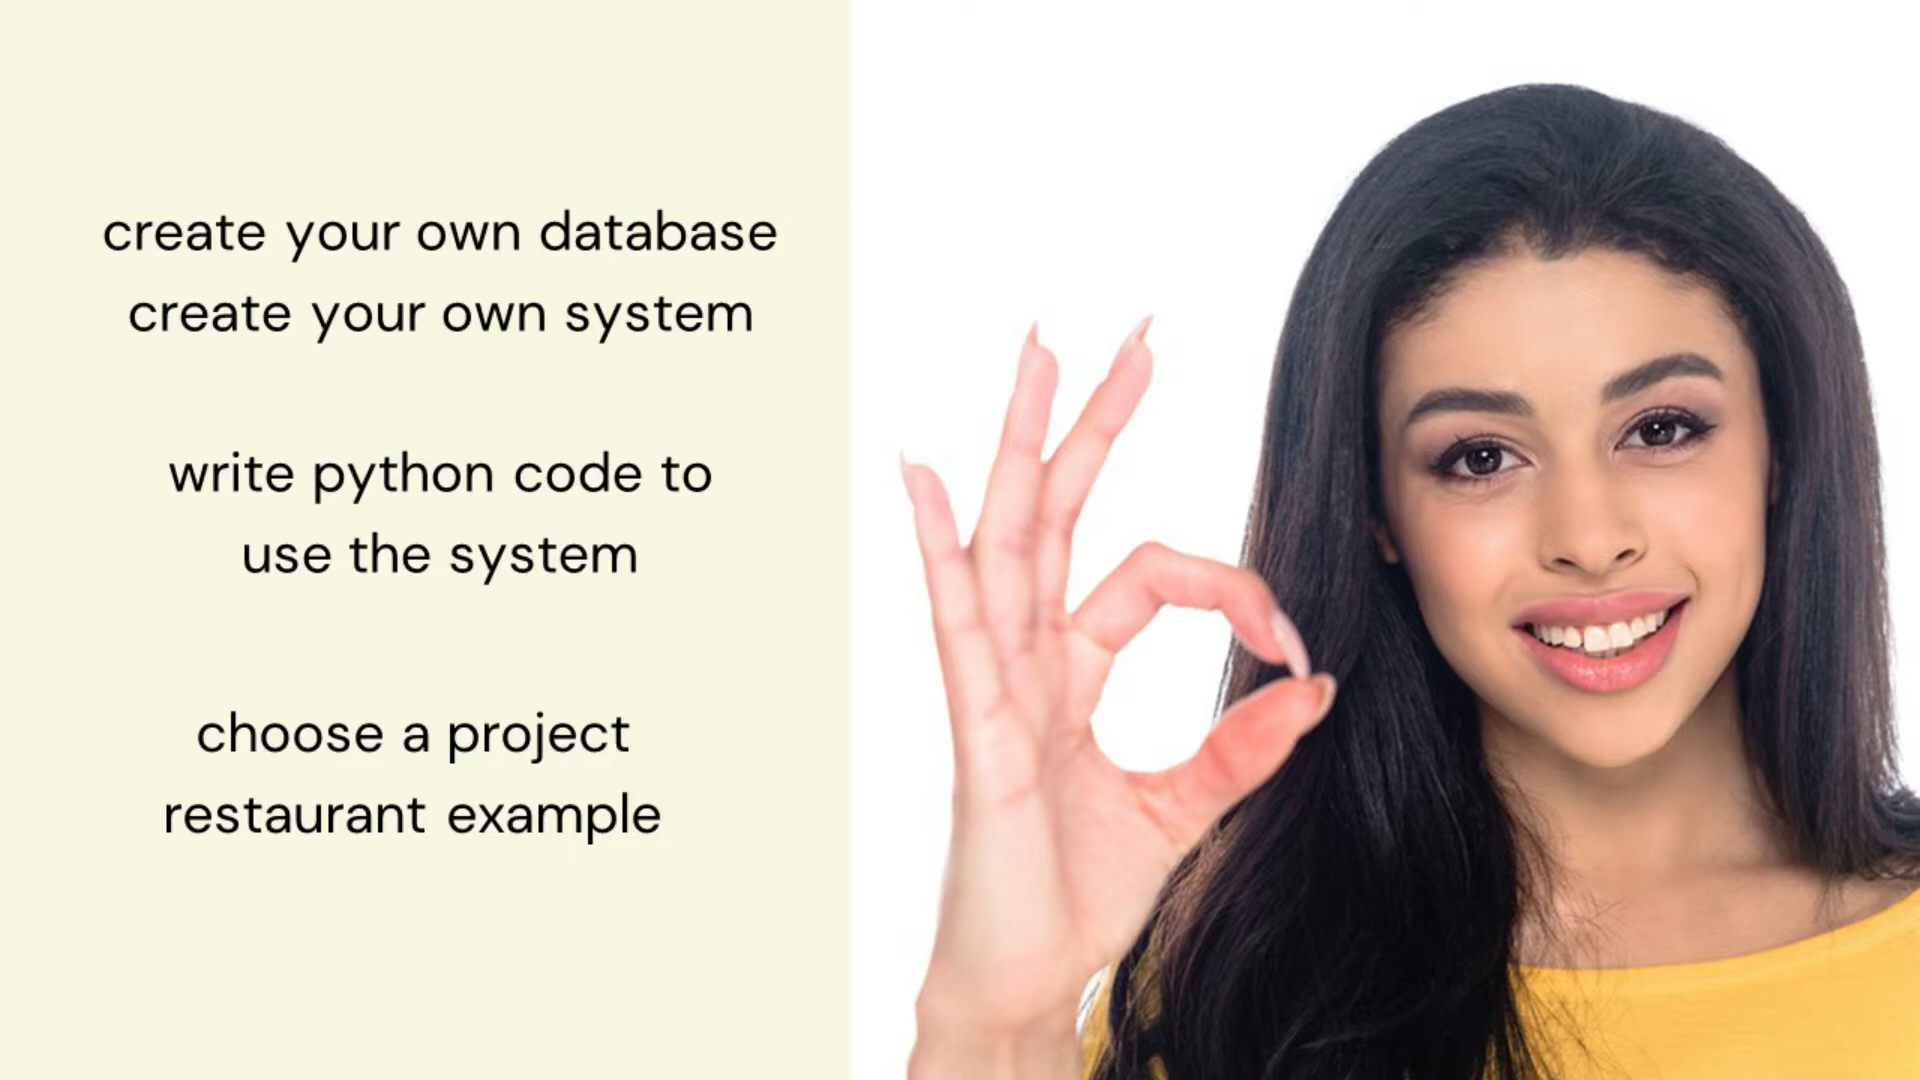 create your own database
create your own system
write python code to
use the system
choose a project
restaurant example